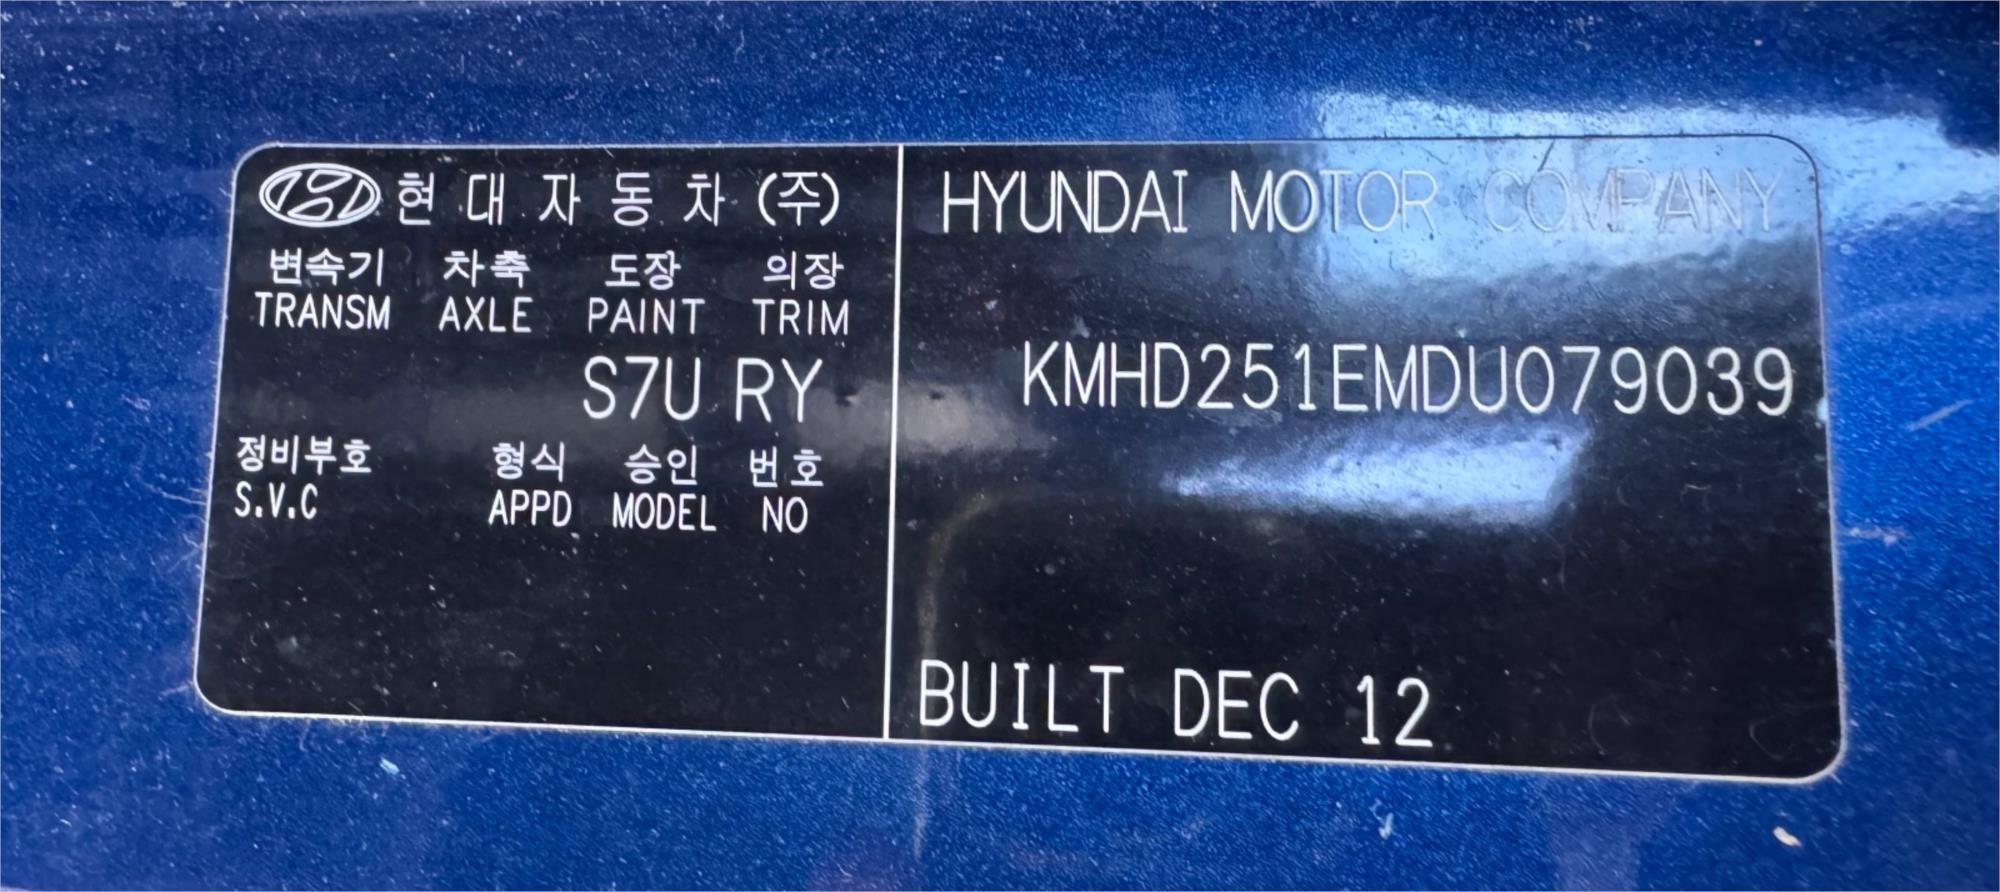 현대자동차(주)
변속기 차축 도장 의장
TRANSM AXLE PAINT TRIM
S7U RY
정비부호 형식 승인 번호
S.V.C APPD MODEL NO
HYUNDAI MOTOR COMPANY
KMHD251EMDU079039
BUILT DEC 12